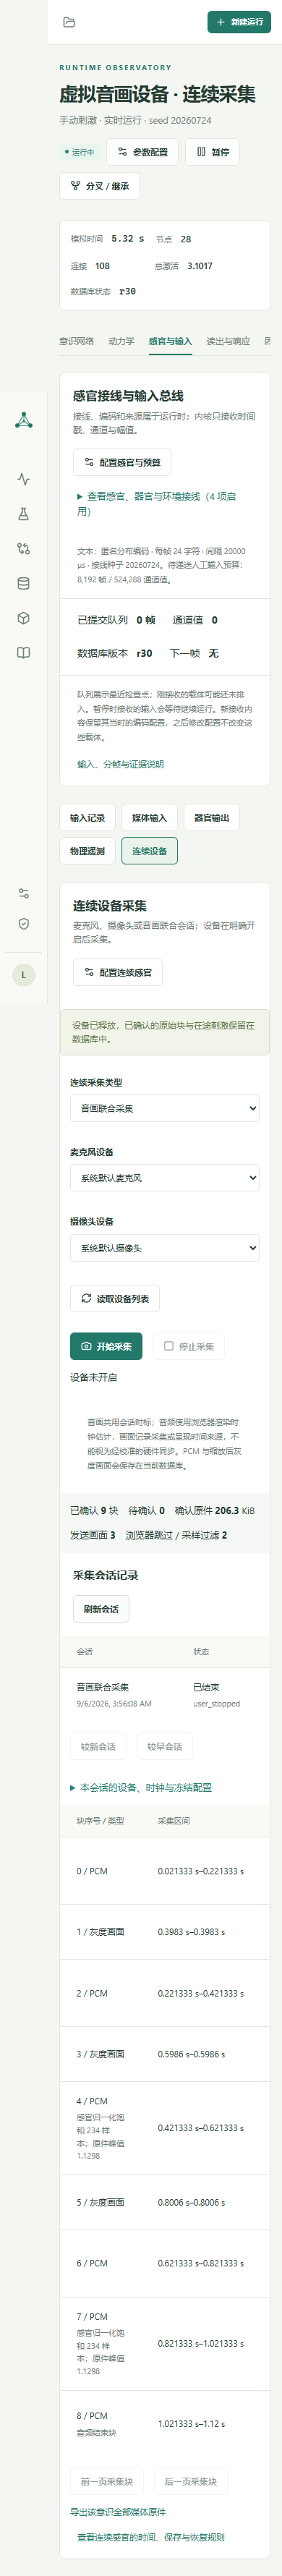 新建运行
RUNTIME OBSERVATORY
虚拟音画设备 · 连续采集
手动刺激 · 实时运行 · seed 20260724
运行中
参数配置
暂停
分叉 / 继承
模拟时间 5.32 s 节点 28
连接 108 总激活 3.1017
数据库状态 r30
意识网络 动力学 感官与输入 读出与响应
感官接线与输入总线
接线、编码和来源属于运行时；内核只接收时间
戳、通道与幅值。
配置感官与预算
查看感官、器官与环境接线（4 项启
用）
文本：匿名分布编码 · 每帧 24 字符 · 间隔 20000
μs · 接线种子 20260724。待递送人工输入预算：
8,192 帧 / 524,288 通道值。
已提交队列 0 帧 通道值 0
数据库版本 r30 下一帧 无
队列展示最近检查点；刚接收的载体可能还未排
入。暂停时接收的输入会等待继续运行。新接收内
容保留其当时的编码配置，之后修改配置不改变这
些载体。
输入、分帧与证据说明
输入记录
媒体输入
器官输出
物理遥测
连续设备
连续设备采集
麦克风、摄像头或音画联合会话；设备在明确开
启后采集。
配置连续感官
设备已释放，已确认的原始块与在途刺激保留在
数据库中。
连续采集类型
音画联合采集
麦克风设备
系统默认麦克风
摄像头设备
系统默认摄像头
读取设备列表
开始采集
停止采集
设备未开启
音画共用会话时标；音频使用浏览器渲染时
钟估计，画面记录采集或呈现时间来源，不
能视为经校准的硬件同步。PCM 与缩放后灰
度画面会保存在当前数据库。
已确认 9 块 待确认 0 确认原件 206.3 KiB
发送画面 3 浏览器跳过 / 采样过滤 2
采集会话记录
刷新会话
会话 状态
音画联合采集 已结束
9/6/2026, 3:56:08 AM user_stopped
较新会话
较早会话
本会话的设备、时钟与冻结配置
块序号 / 类型 采集区间
0 / PCM 0.021333 s–0.221333 s
1 / 灰度画面 0.3983 s–0.3983 s
2 / PCM 0.221333 s–0.421333 s
3 / 灰度画面 0.5986 s–0.5986 s
4 / PCM
感官归一化饱
和 234 样
本；原件峰值
1.1298
0.421333 s–0.621333 s
5 / 灰度画面 0.8006 s–0.8006 s
6 / PCM 0.621333 s–0.821333 s
7 / PCM
感官归一化饱
和 234 样
本；原件峰值
1.1298
0.821333 s–1.021333 s
8 / PCM
音频结束块
1.021333 s–1.12 s
前一页采集块
后一页采集块
导出该意识全部媒体原件
查看连续感官的时间、保存与恢复规则
L